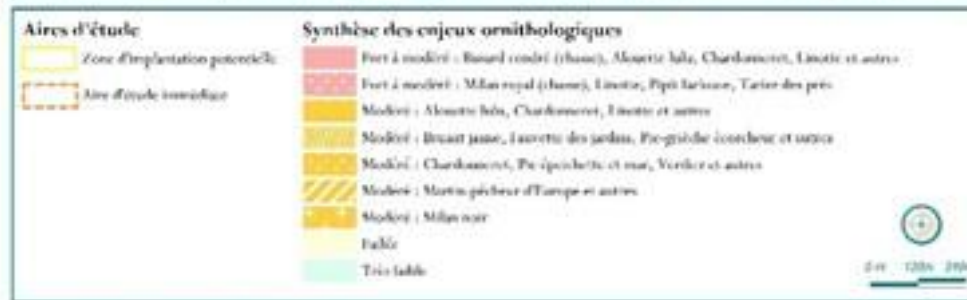 Aires d'étude
Zone d'implantation potentielle
Aire d'étude immédiate
Synthèse des enjeux ornithologiques
Fort à modéré : Busard cendré (chasse), Alouette lulu, Chardonneret, Linotte et autres
Fort à modéré : Milan royal (chasse), Linotte, Pipit farlouse, Tarier des prés
Modéré : Alouette lulu, Chardonneret, Linotte et autres
Modéré : Bruant jaune, Fauvette des jardins, Pie-grièche écorcheur et autres
Modéré : Chardonneret, Pic épeichette et mar, Verdier et autres
Modéré : Martin pêcheur d'Europe et autres
Modéré : Milan noir
Faible
Très faible
0 m 120m